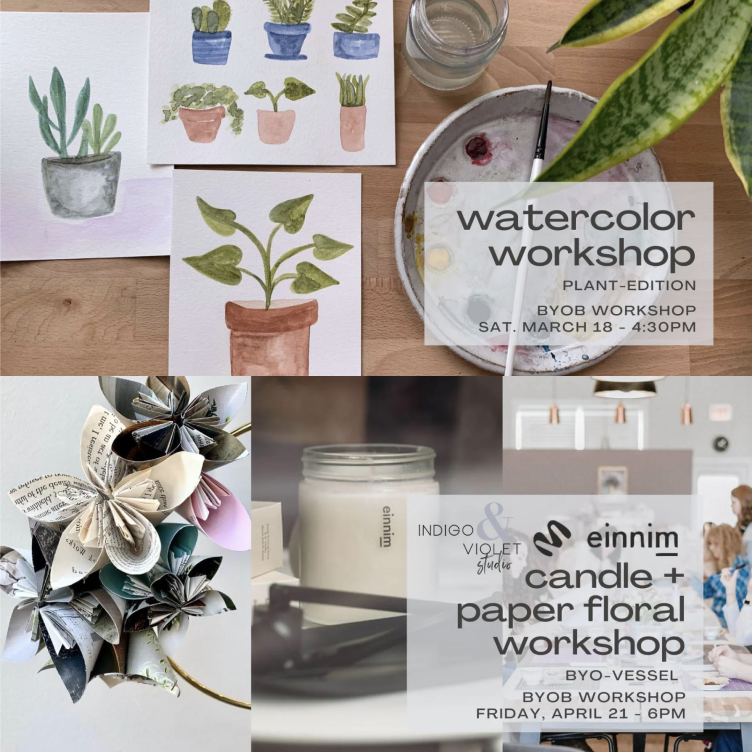 watercolor
workshop
PLANT-EDITION
BYOB WORKSHOP
SAT. MARCH 18 - 4:30PM
einnim
INDIGO &
VIOLET
studio
einnim
candle +
paper floral
workshop
BYO-VESSEL
BYOB WORKSHOP
FRIDAY, APRIL 21 - 6PM